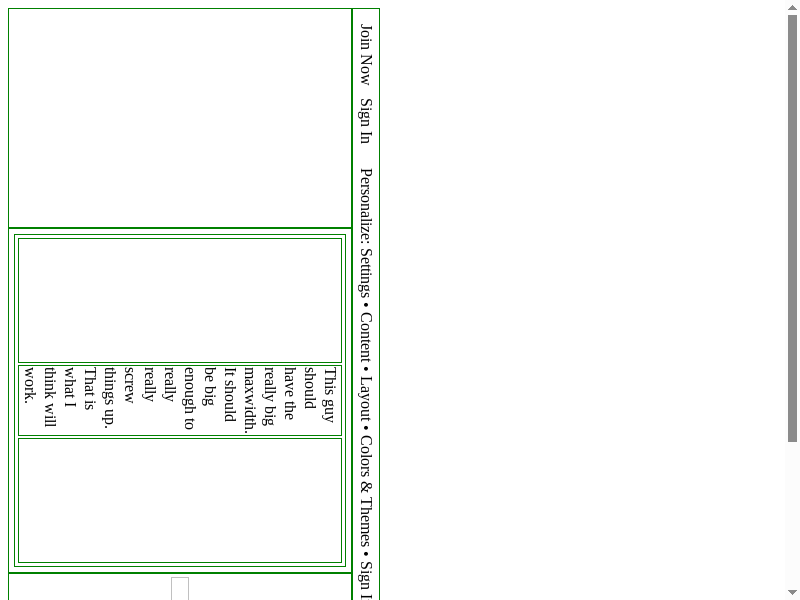 Join Now Sign In Personalize: Settings • Content • Layout • Colors & Themes • Sign
This guy
should
have the
really big
maxwidth.
It should
be big
enough to
really
really
screw
things up.
That is
what I
think will
work.